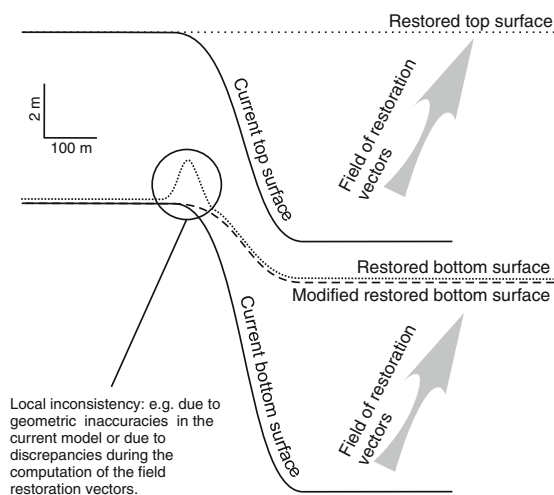 Restored top surface
2 m
100 m
Current top surface
Field of restoration
vectors
Restored bottom surface
Modified restored bottom surface
Current bottom surface
Field of restoration
vectors
Local inconsistency: e.g. due to
geometric inaccuracies in the
current model or due to
discrepancies during the
computation of the field
restoration vectors.